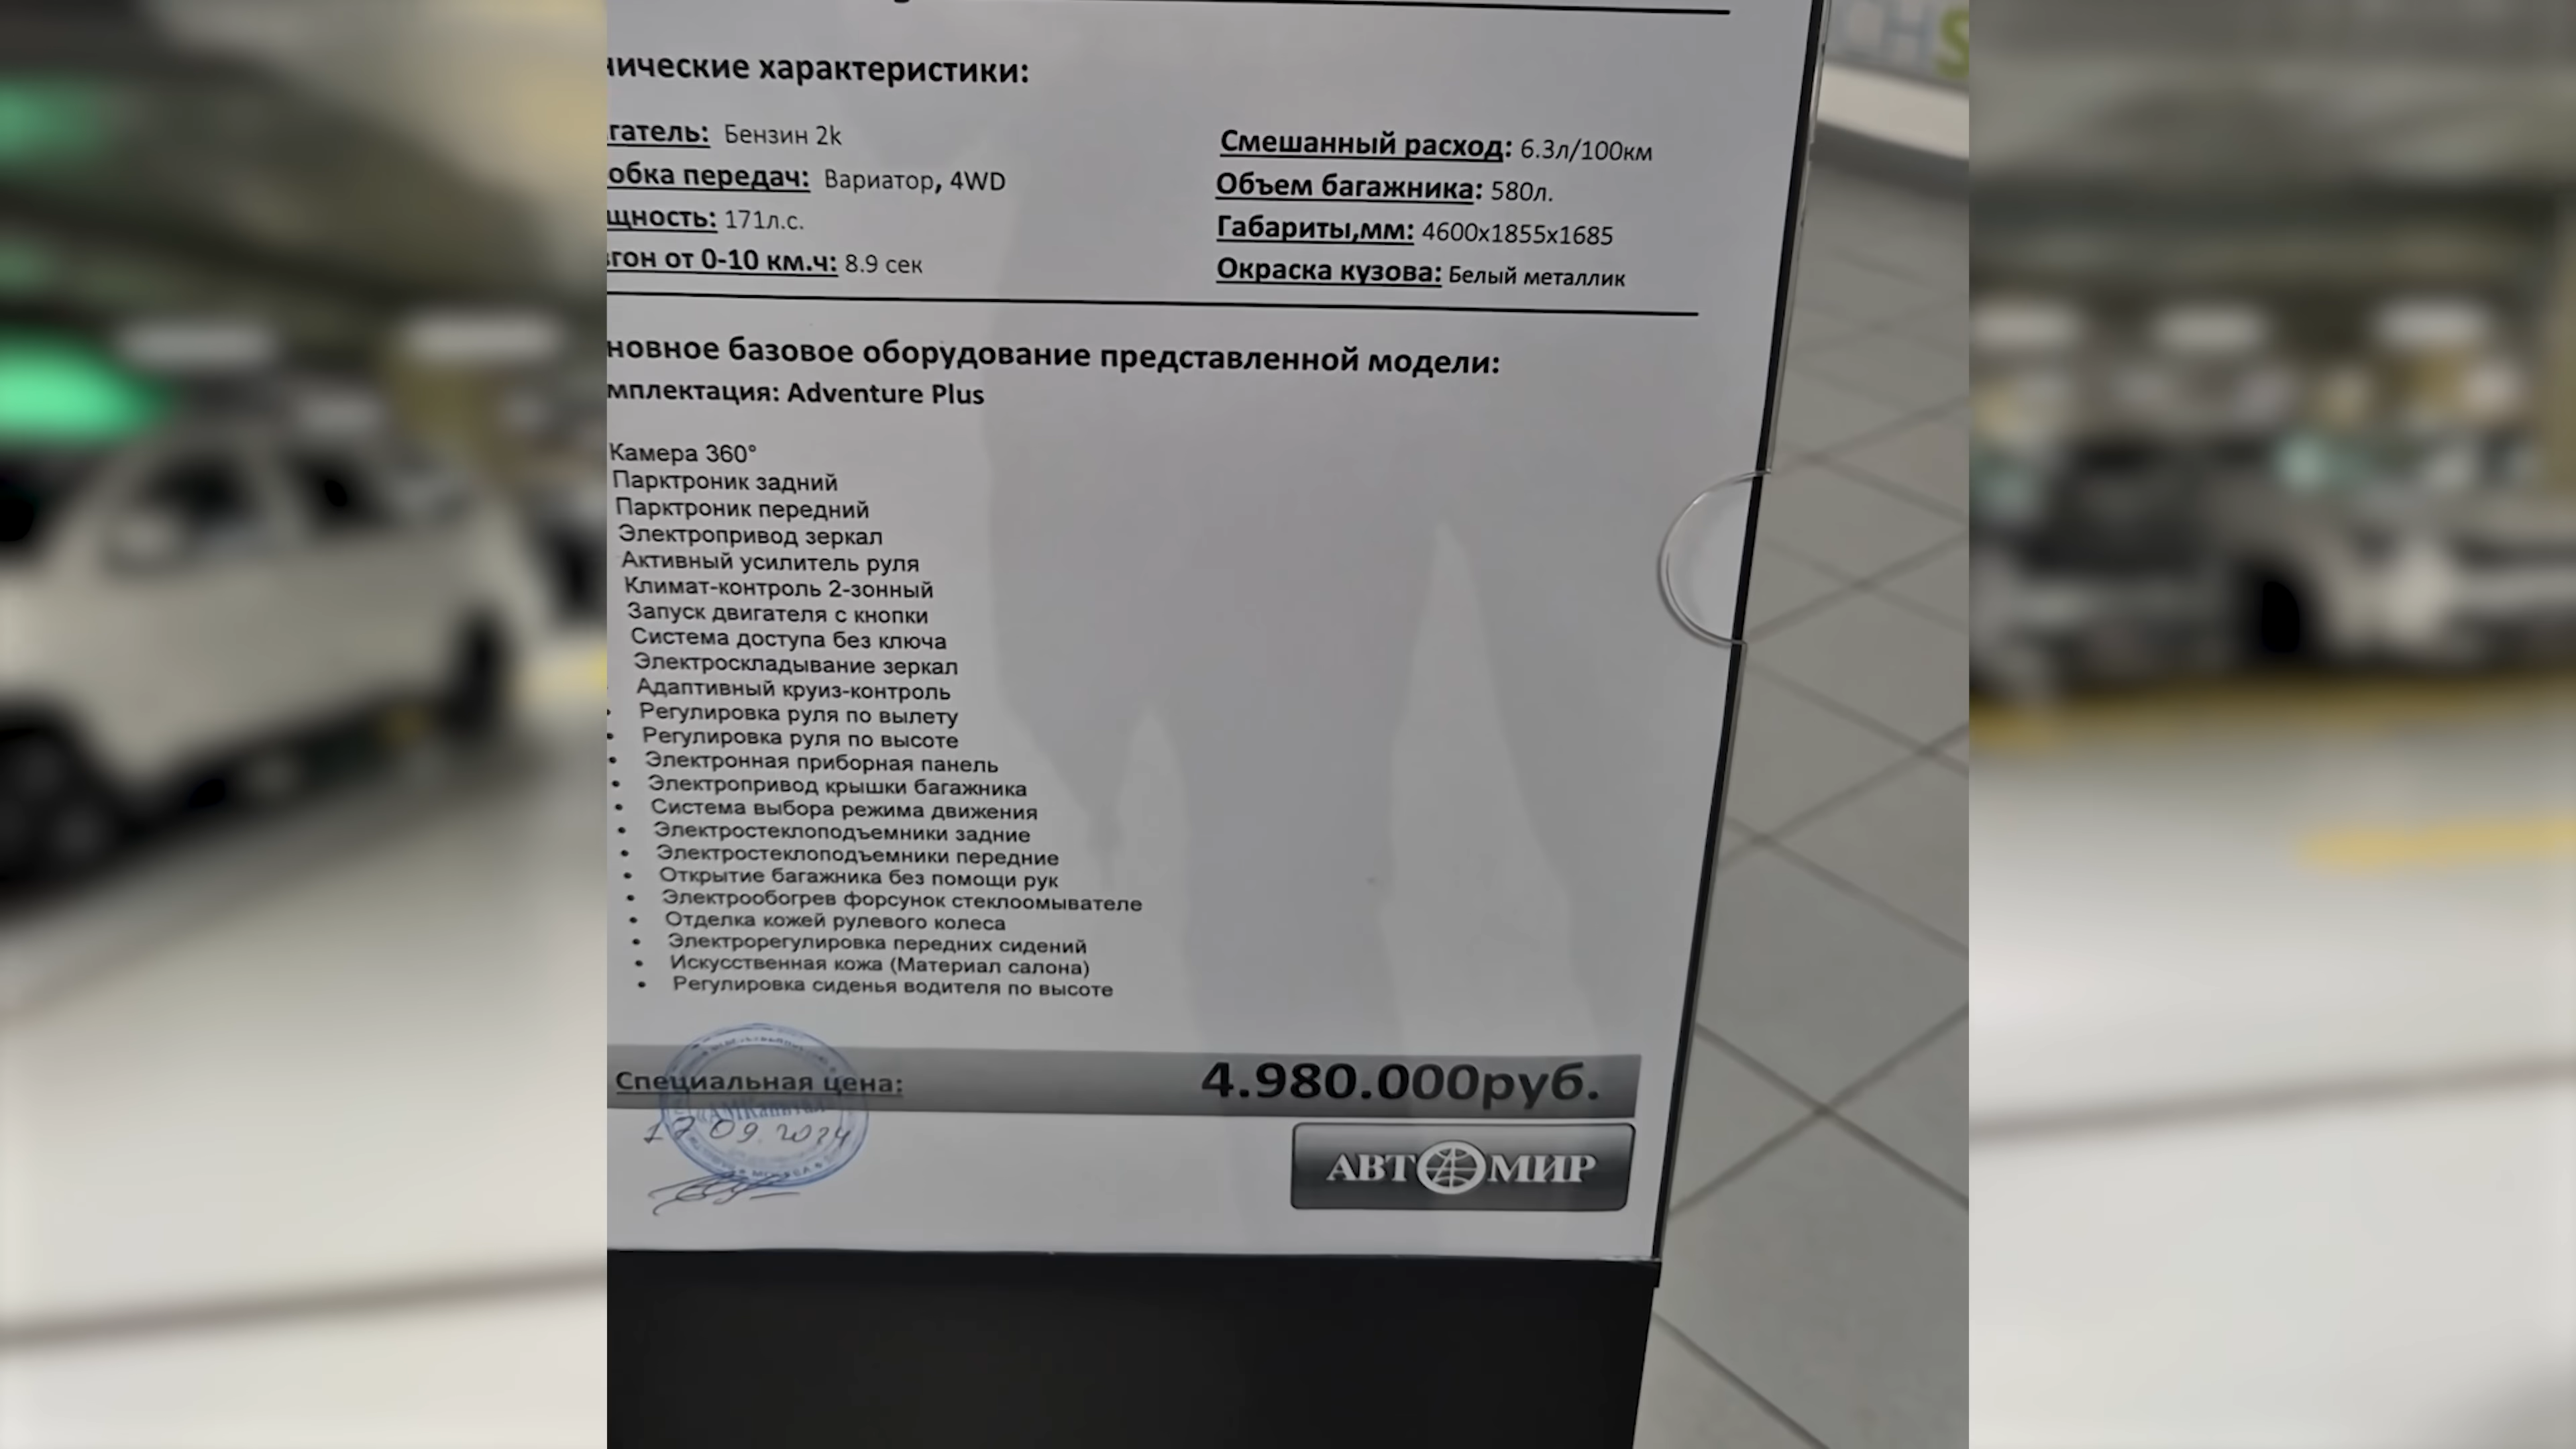 нические характеристики:
гатель: Бензин 2k
обка передач: Вариатор, 4WD
щность: 171л.с.
гон от 0-10 км.ч: 8.9 сек
Смешанный расход: 6.3л/100км
Объем багажника: 580л.
Габариты,мм: 4600х1855х1685
Окраска кузова: Белый металлик
новное базовое оборудование представленной модели:
мплектация: Adventure Plus
Камера 360°
Парктроник задний
Парктроник передний
Электропривод зеркал
Активный усилитель руля
Климат-контроль 2-зонный
Запуск двигателя с кнопки
Система доступа без ключа
Электроскладывание зеркал
Адаптивный круиз-контроль
• Регулировка руля по вылету
• Регулировка руля по высоте
• Электронная приборная панель
• Электропривод крышки багажника
• Система выбора режима движения
• Электростеклоподъемники задние
• Электростеклоподъемники передние
• Открытие багажника без помощи рук
• Электрообогрев форсунок стеклоомывателе
• Отделка кожей рулевого колеса
• Электрорегулировка передних сидений
• Искусственная кожа (Материал салона)
• Регулировка сиденья водителя по высоте
Специальная цена: 4.980.000руб.
17 09. 2024
АВТОМИР